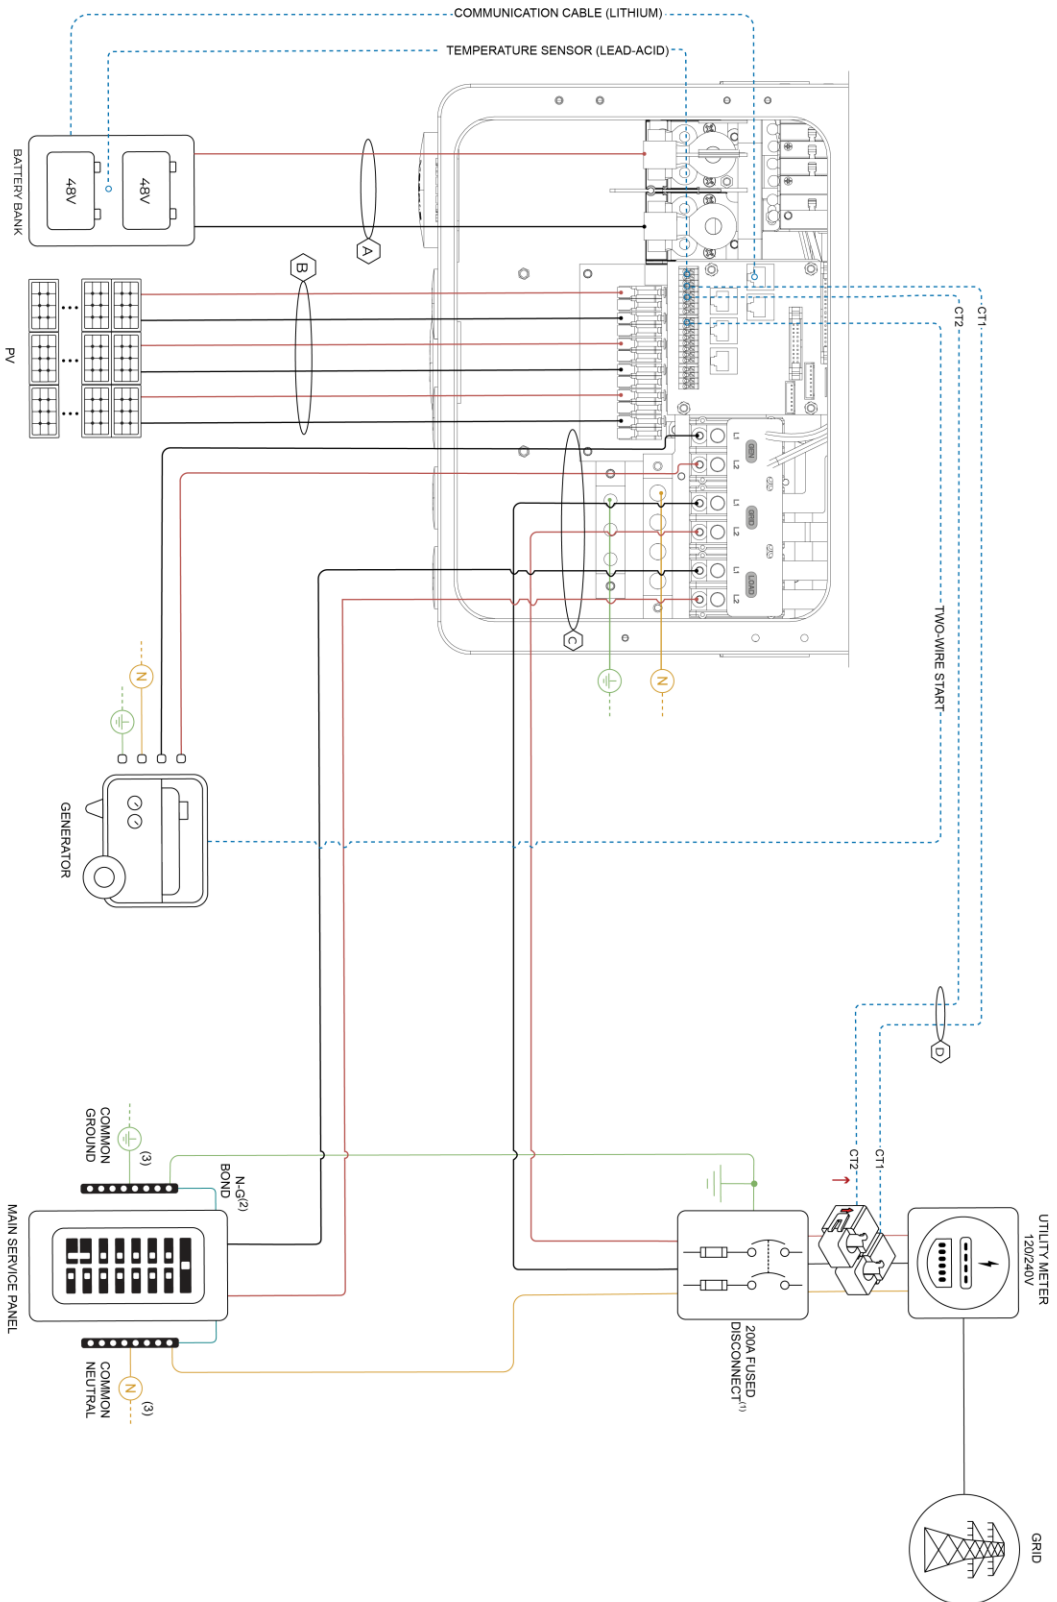 COMMUNICATION CABLE (LITHIUM)
TEMPERATURE SENSOR (LEAD-ACID)
BATTERY BANK
48V
48V
A
B
PV
CT1
CT2
L1
GEN
L2
L1
GRID
L2
L1
LOAD
L2
C
TWO-WIRE START
N
N
GENERATOR
D
CT1
CT2
UTILITY METER
120/240V
COMMON
GROUND
(3)
N-G(2)
BOND
MAIN SERVICE PANEL
200A FUSED
DISCONNECT(1)
COMMON
NEUTRAL
N
(3)
GRID